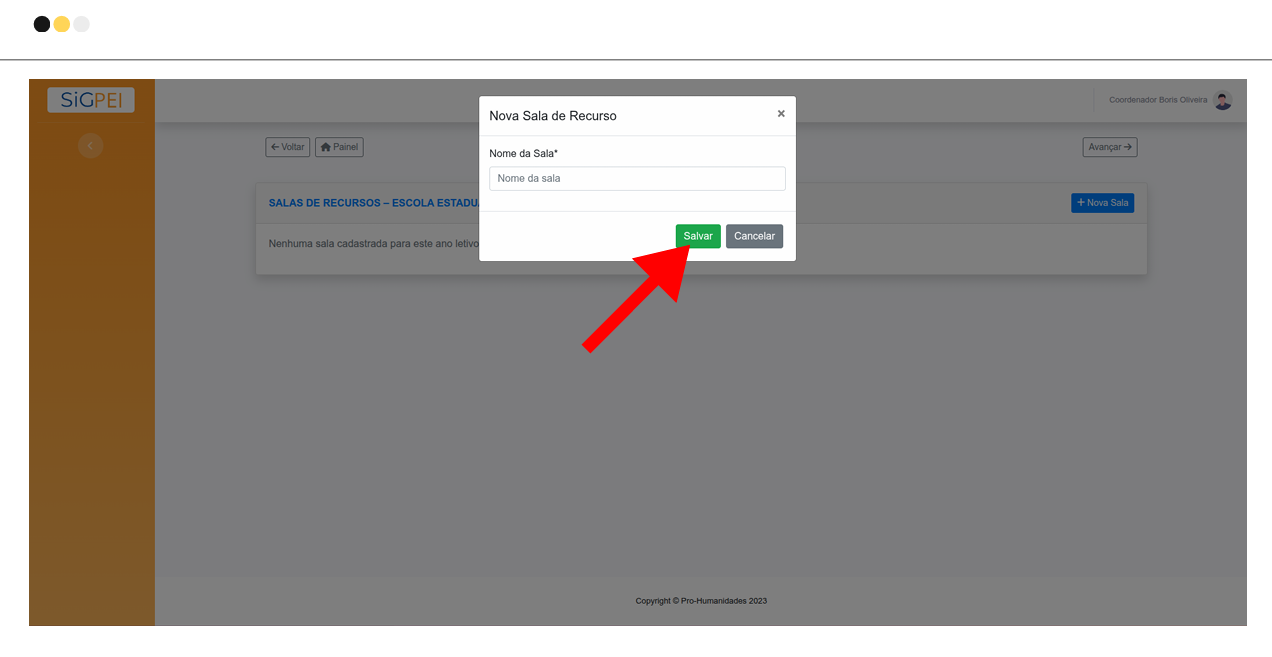 SiGPEI
Coordenador Boris Oliveira
Nova Sala de Recurso
×
← Voltar
Painel
Avançar →
Nome da Sala*
Nome da sala
SALAS DE RECURSOS – ESCOLA ESTADU
+ Nova Sala
Nenhuma sala cadastrada para este ano letivo
Salvar
Cancelar
Copyright © Pro-Humanidades 2023